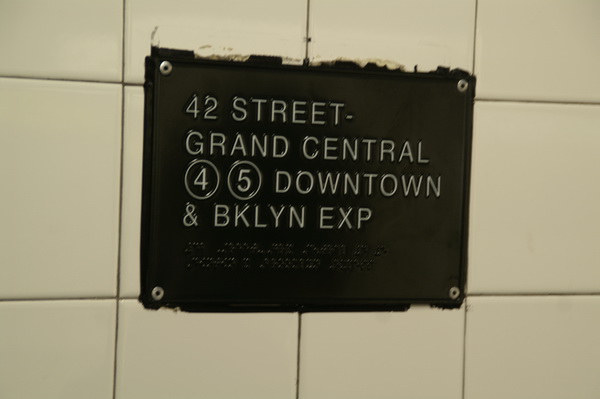 42 STREET-
GRAND CENTRAL
4 5 DOWNTOWN
& BKLYN EXP